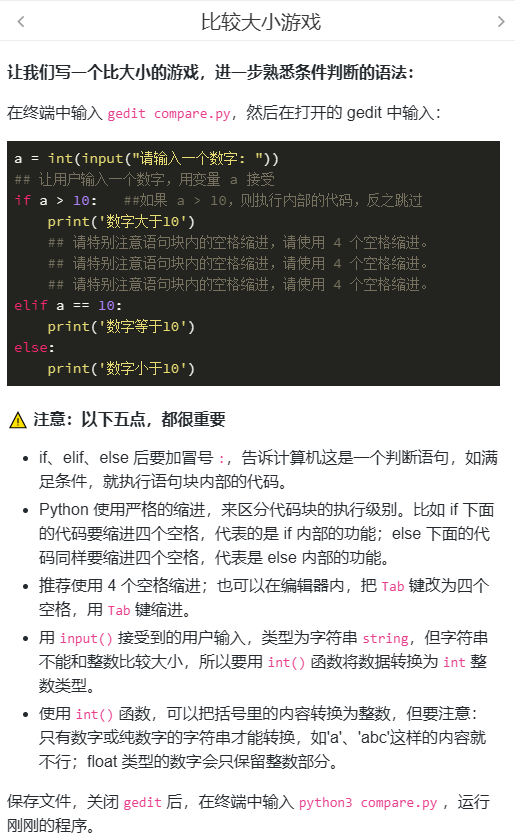 比较大小游戏
让我们写一个比大小的游戏，进一步熟悉条件判断的语法：
在终端中输入 gedit compare.py，然后在打开的 gedit 中输入：
a = int(input("请输入一个数字: "))
## 让用户输入一个数字，用变量 a 接受
if a > 10:   ##如果 a > 10，则执行内部的代码，反之跳过
    print('数字大于10')
    ## 请特别注意语句块内的空格缩进，请使用 4 个空格缩进。
    ## 请特别注意语句块内的空格缩进，请使用 4 个空格缩进。
    ## 请特别注意语句块内的空格缩进，请使用 4 个空格缩进。
elif a == 10:
    print('数字等于10')
else:
    print('数字小于10')
注意：以下五点，都很重要
• if、elif、else 后要加冒号 :，告诉计算机这是一个判断语句，如满
足条件，就执行语句块内部的代码。
• Python 使用严格的缩进，来区分代码块的执行级别。比如 if 下面
的代码要缩进四个空格，代表的是 if 内部的功能；else 下面的代
码同样要缩进四个空格，代表是 else 内部的功能。
• 推荐使用 4 个空格缩进；也可以在编辑器内，把 Tab 键改为四个
空格，用 Tab 键缩进。
• 用 input() 接受到的用户输入，类型为字符串 string，但字符串
不能和整数比较大小，所以要用 int() 函数将数据转换为 int 整
数类型。
• 使用 int() 函数，可以把括号里的内容转换为整数，但要注意：
只有数字或纯数字的字符串才能转换，如'a'、'abc'这样的内容就
不行；float 类型的数字会只保留整数部分。
保存文件，关闭 gedit 后，在终端中输入 python3 compare.py ，运行
刚刚的程序。